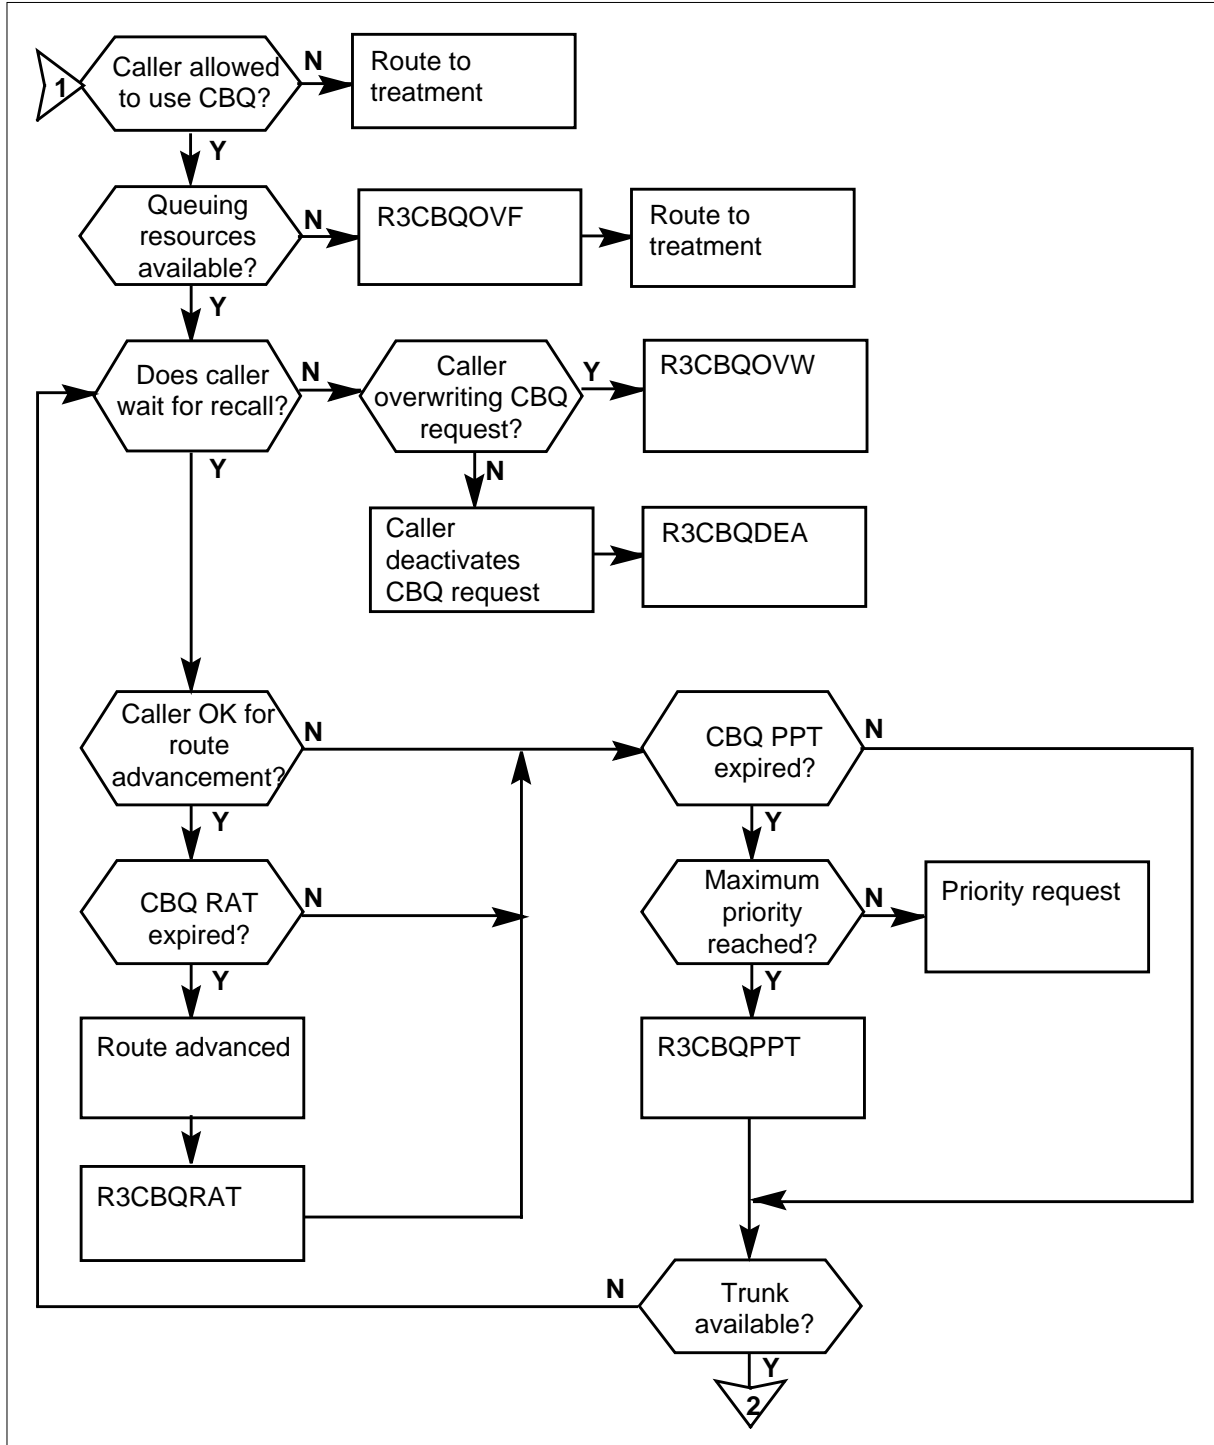 1
Caller allowed
to use CBQ?
N
Route to
treatment
Y
Queuing
resources
available?
N
R3CBQOVF
Route to
treatment
Y
Does caller
wait for recall?
N
Caller
overwriting CBQ
request?
Y
R3CBQOVW
Y
N
Caller
deactivates
CBQ request
R3CBQDEA
Caller OK for
route
advancement?
N
CBQ PPT
expired?
N
Y
Y
CBQ RAT
expired?
N
Maximum
priority
reached?
N
Priority request
Y
Y
Route advanced
R3CBQPPT
R3CBQRAT
N
Trunk
available?
Y
2